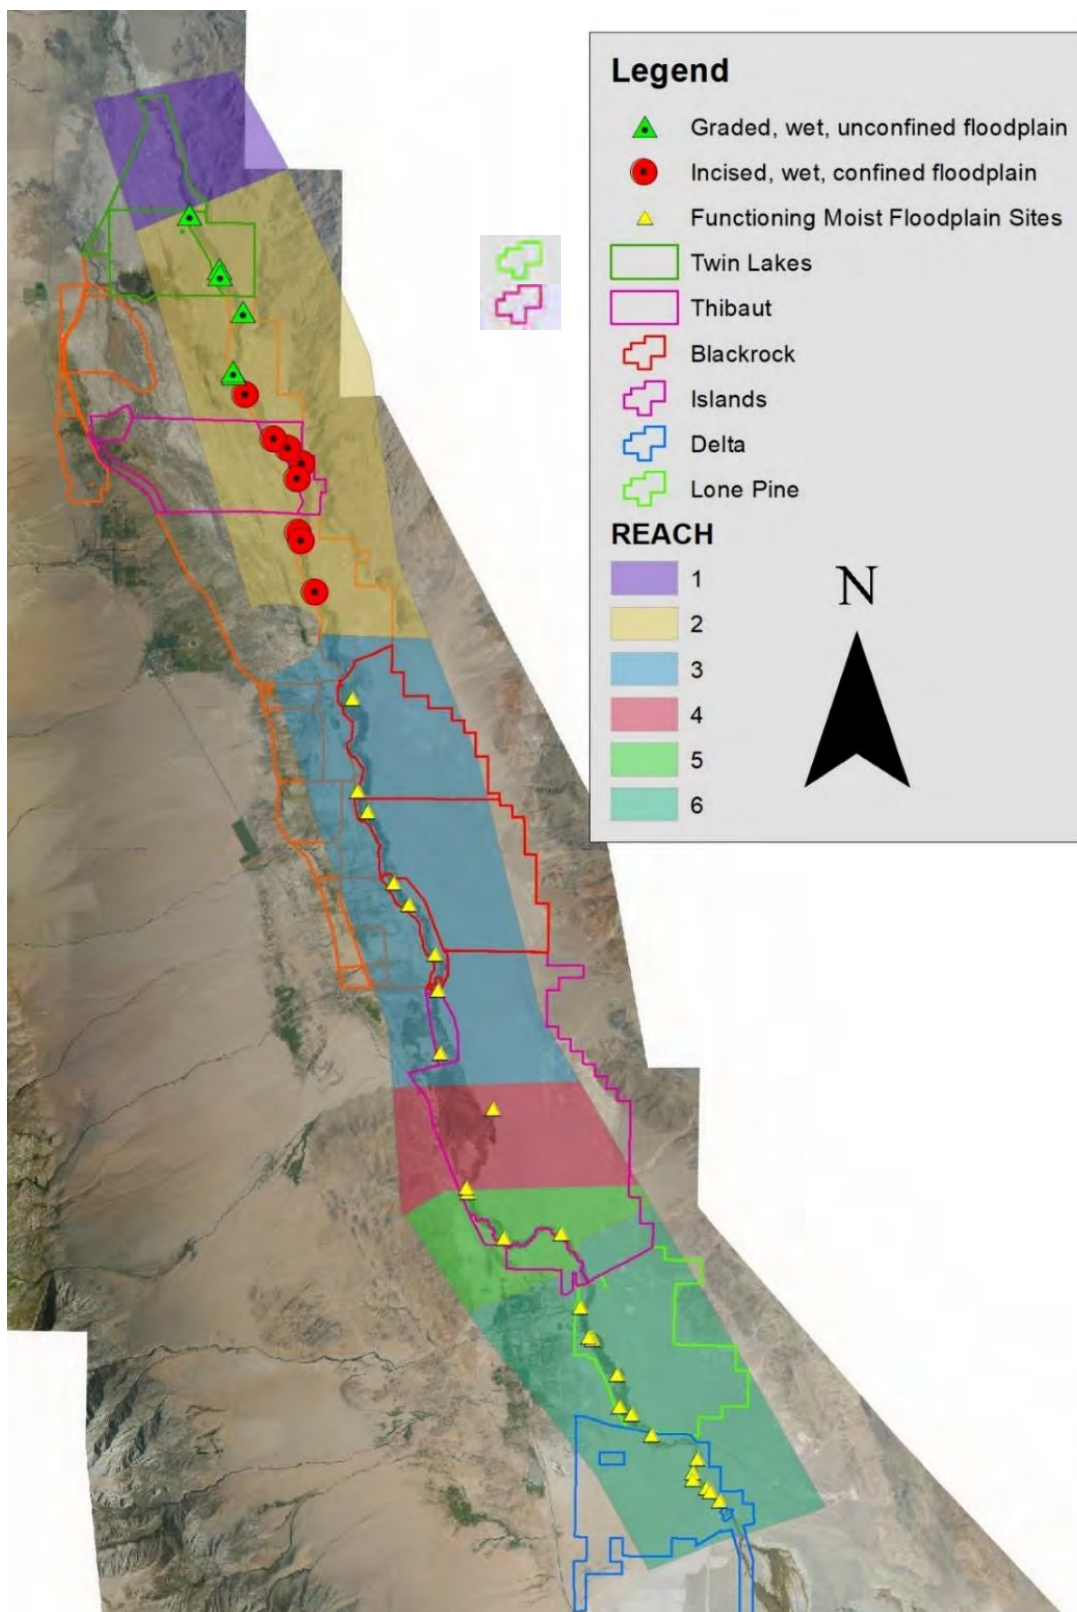 Legend
Graded, wet, unconfined floodplain
Incised, wet, confined floodplain
Functioning Moist Floodplain Sites
Twin Lakes
Thibaut
Blackrock
Islands
Delta
Lone Pine
REACH
1
2
3
4
5
6
N